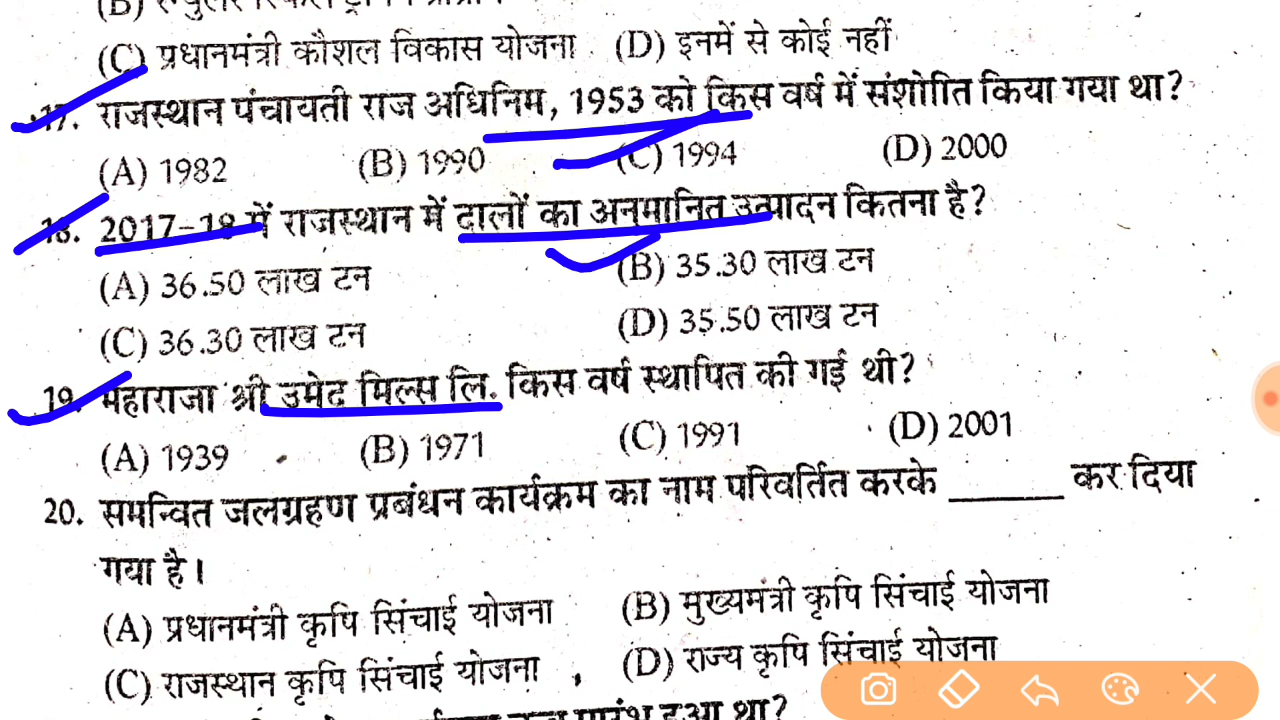 (C) प्रधानमंत्री कौशल विकास योजना (D) इनमें से कोई नहीं
17. राजस्थान पंचायती राज अधिनिम, 1953 को किस वर्ष में संशोति किया गया था?
(A) 1982 (B) 1990 (C) 1994 (D) 2000
18. 2017-18 में राजस्थान में दालों का अनुमानित उत्पादन कितना है?
(A) 36.50 लाख टन (B) 35.30 लाख टन
(C) 36.30 लाख टन (D) 35.50 लाख टन
19. महाराजा श्री उमेद मिल्स लि. किस वर्ष स्थापित की गई थी?
(A) 1939 (B) 1971 (C) 1991 (D) 2001
20. समन्वित जलग्रहण प्रबंधन कार्यक्रम का नाम परिवर्तित करके ______ कर दिया
गया है।
(A) प्रधानमंत्री कृषि सिंचाई योजना (B) मुख्यमंत्री कृषि सिंचाई योजना
(C) राजस्थान कृषि सिंचाई योजना (D) राज्य कृषि सिंचाई योजना
हुआ था?